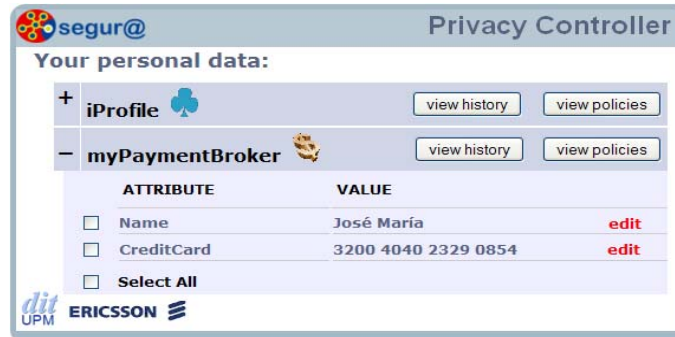 segur@ Privacy Controller
Your personal data:
+ iProfile view history view policies
− myPaymentBroker view history view policies
ATTRIBUTE VALUE
Name José María edit
CreditCard 3200 4040 2329 0854 edit
Select All
dit
UPM ERICSSON